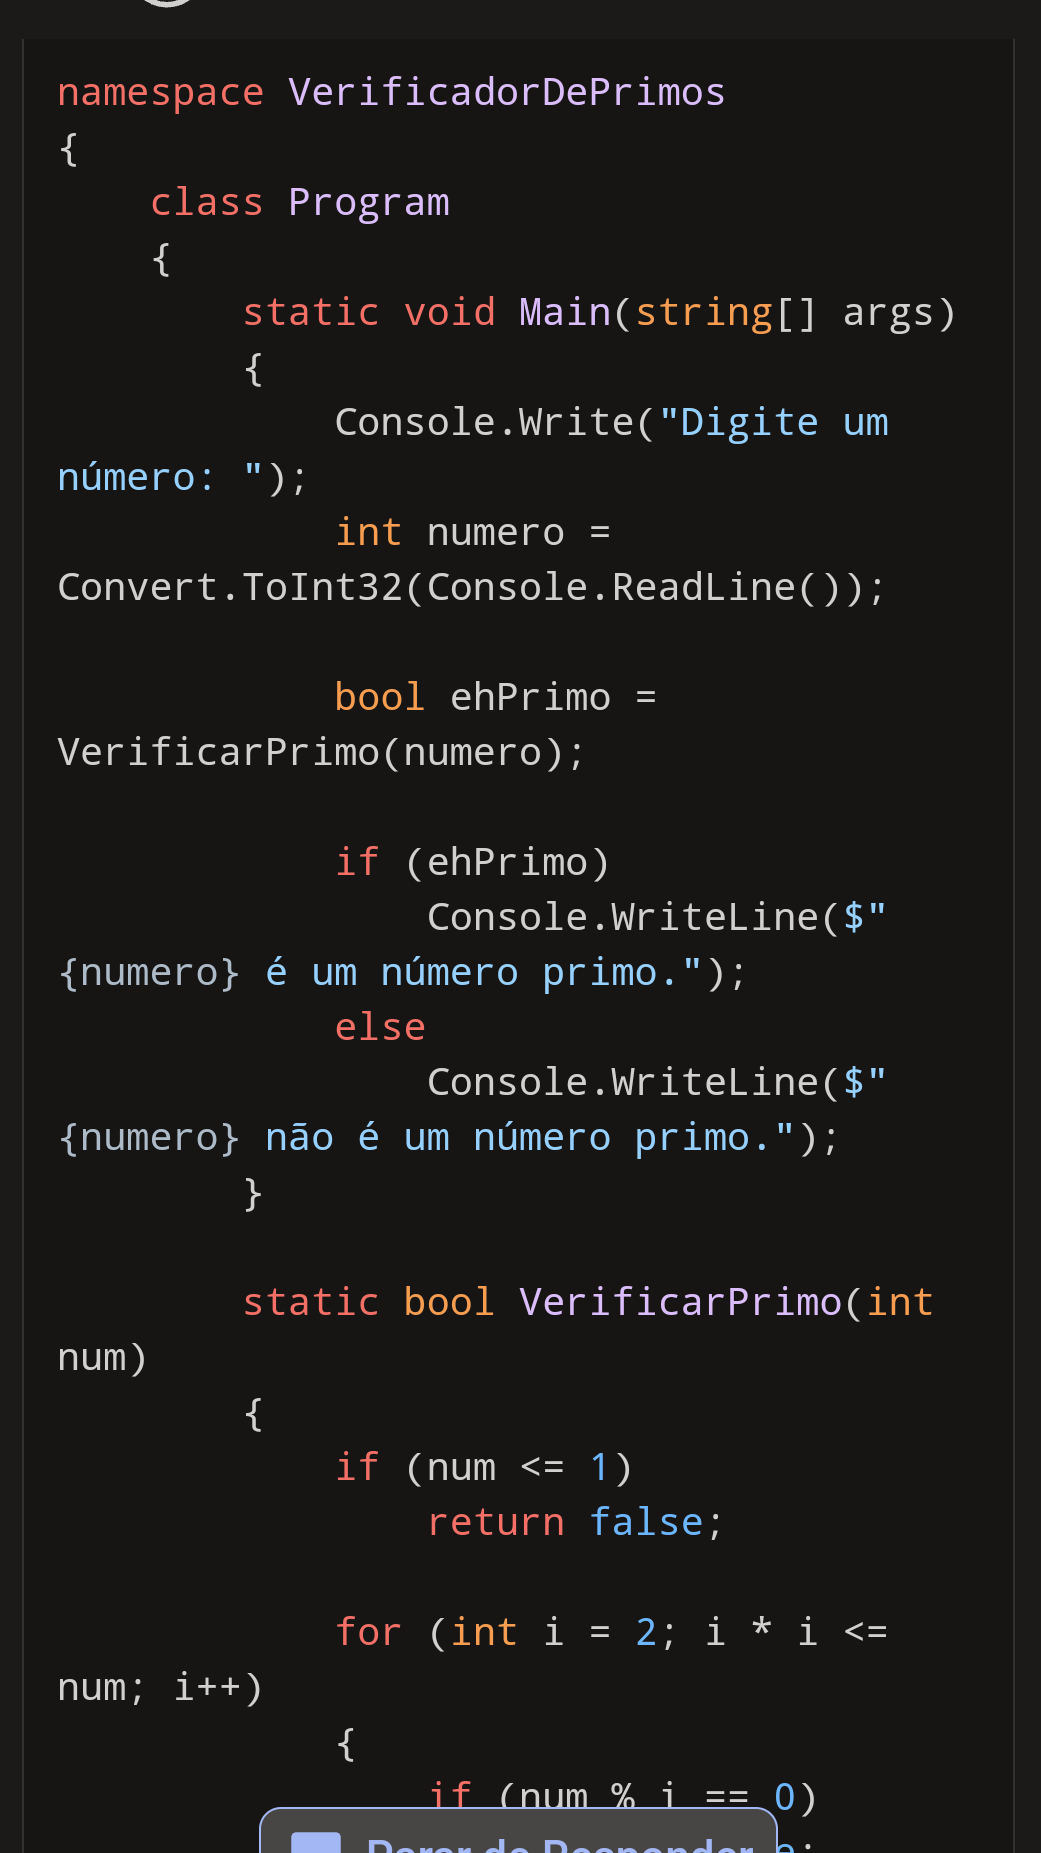 namespace VerificadorDePrimos
{
class Program
{
static void Main(string[] args)
{
Console.Write("Digite um
número: ");
int numero =
Convert.ToInt32(Console.ReadLine());
bool ehPrimo =
VerificarPrimo(numero);
if (ehPrimo)
Console.WriteLine($"
{numero} é um número primo.");
else
Console.WriteLine($"
{numero} não é um número primo.");
}
static bool VerificarPrimo(int
num)
{
if (num <= 1)
return false;
for (int i = 2; i * i <=
num; i++)
{
if (num % i == 0)
Parar de Responder